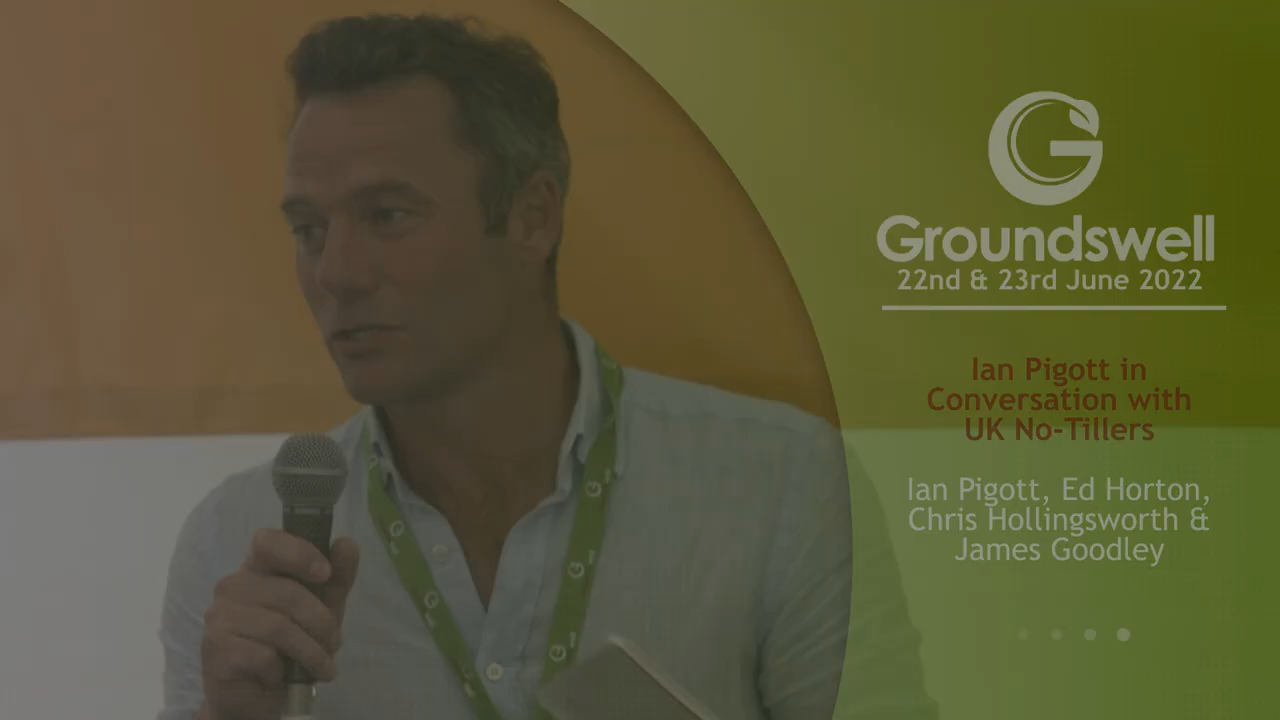 Groundswell
22nd & 23rd June 2022
Ian Pigott in
Conversation with
UK No-Tillers
Ian Pigott, Ed Horton,
Chris Hollingsworth &
James Goodley